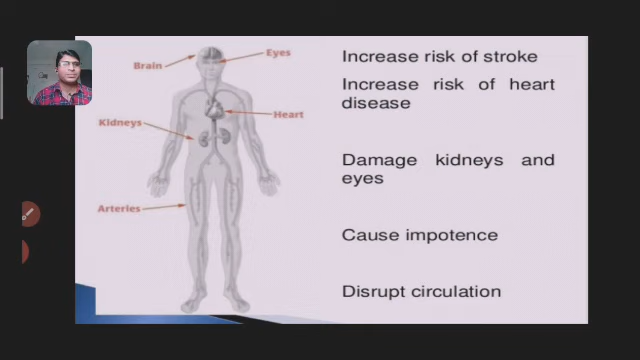 Brain
Eyes
Kidneys
Heart
Arteries
Increase risk of stroke
Increase risk of heart
disease
Damage kidneys and
eyes
Cause impotence
Disrupt circulation